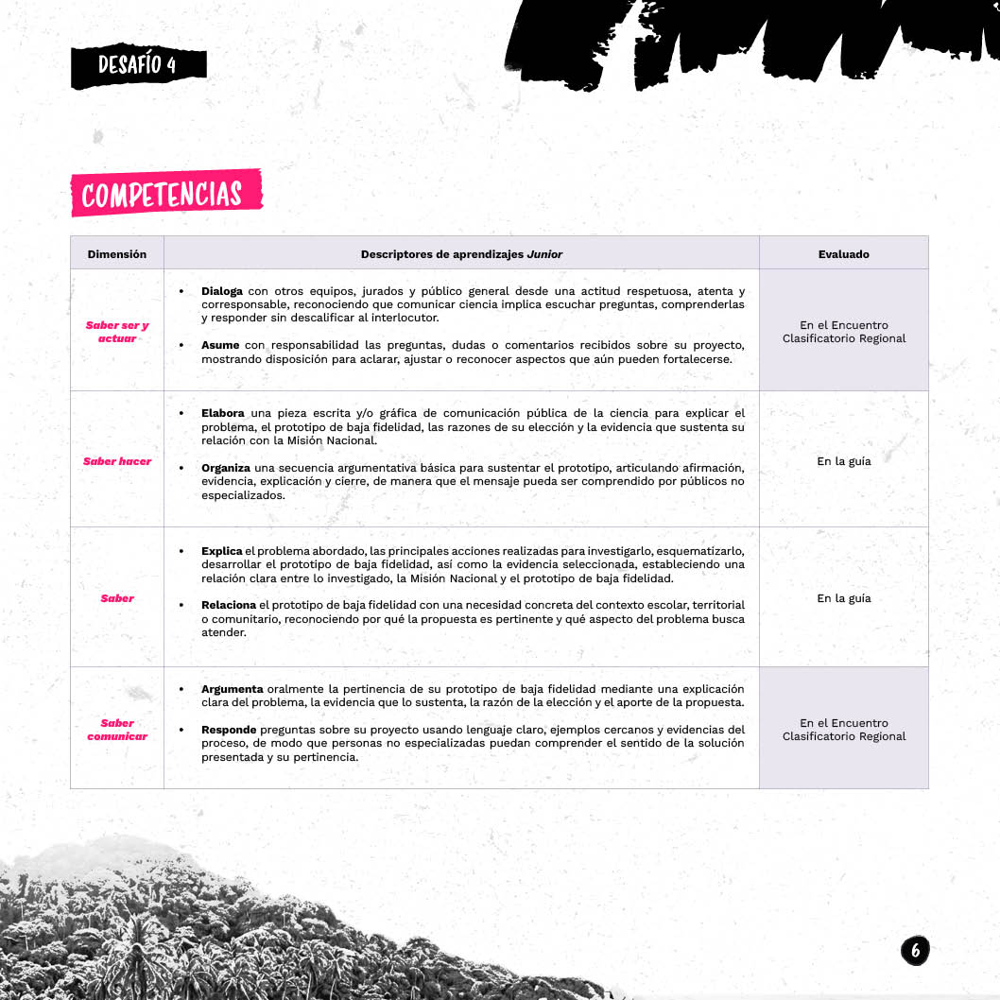 DESAFÍO 4
COMPETENCIAS
Dimensión
Descriptores de aprendizajes Junior
Evaluado
Saber ser y
actuar
• Dialoga con otros equipos, jurados y público general desde una actitud respetuosa, atenta y
corresponsable, reconociendo que comunicar ciencia implica escuchar preguntas, comprenderlas
y responder sin descalificar al interlocutor.
• Asume con responsabilidad las preguntas, dudas o comentarios recibidos sobre su proyecto,
mostrando disposición para aclarar, ajustar o reconocer aspectos que aún pueden fortalecerse.
En el Encuentro
Clasificatorio Regional
Saber hacer
• Elabora una pieza escrita y/o gráfica de comunicación pública de la ciencia para explicar el
problema, el prototipo de baja fidelidad, las razones de su elección y la evidencia que sustenta su
relación con la Misión Nacional.
• Organiza una secuencia argumentativa básica para sustentar el prototipo, articulando afirmación,
evidencia, explicación y cierre, de manera que el mensaje pueda ser comprendido por públicos no
especializados.
En la guía
Saber
• Explica el problema abordado, las principales acciones realizadas para investigarlo, esquematizarlo,
desarrollar el prototipo de baja fidelidad, así como la evidencia seleccionada, estableciendo una
relación clara entre lo investigado, la Misión Nacional y el prototipo de baja fidelidad.
• Relaciona el prototipo de baja fidelidad con una necesidad concreta del contexto escolar, territorial
o comunitario, reconociendo por qué la propuesta es pertinente y qué aspecto del problema busca
atender.
En la guía
Saber
comunicar
• Argumenta oralmente la pertinencia de su prototipo de baja fidelidad mediante una explicación
clara del problema, la evidencia que lo sustenta, la razón de la elección y el aporte de la propuesta.
• Responde preguntas sobre su proyecto usando lenguaje claro, ejemplos cercanos y evidencias del
proceso, de modo que personas no especializadas puedan comprender el sentido de la solución
presentada y su pertinencia.
En el Encuentro
Clasificatorio Regional
6